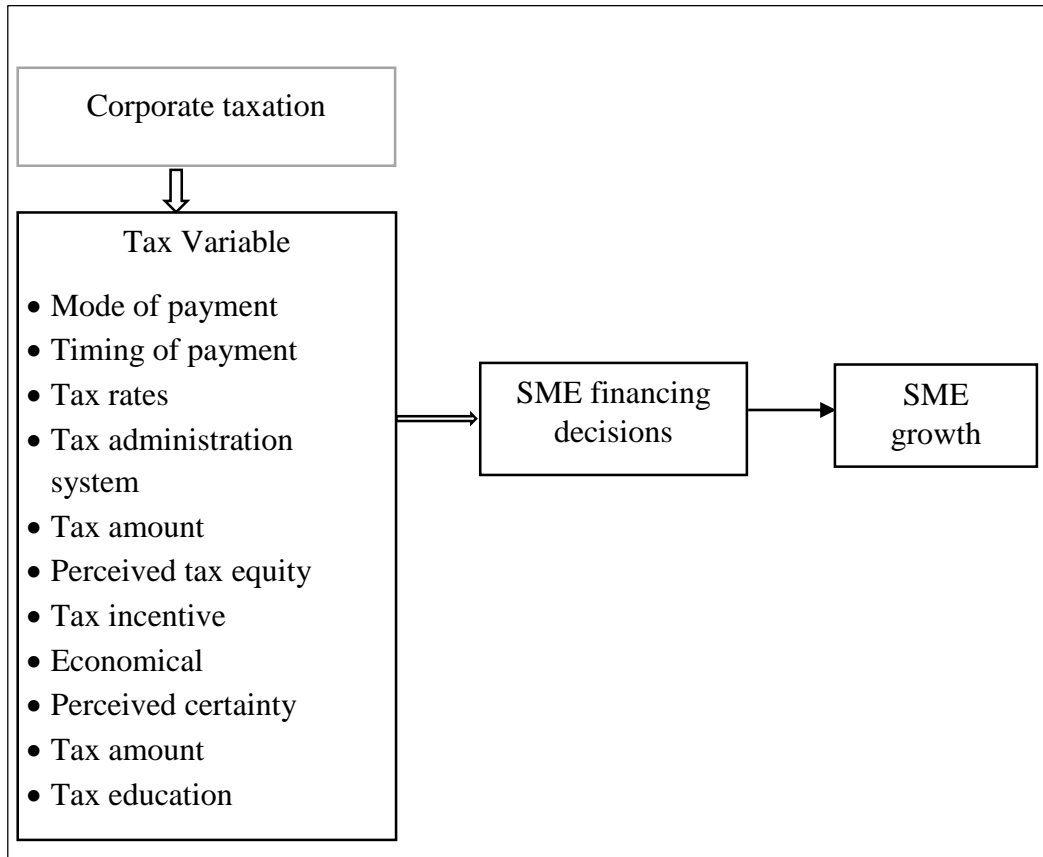 Corporate taxation
Tax Variable
• Mode of payment
• Timing of payment
• Tax rates
• Tax administration
system
• Tax amount
• Perceived tax equity
• Tax incentive
• Economical
• Perceived certainty
• Tax amount
• Tax education
SME financing
decisions
SME
growth